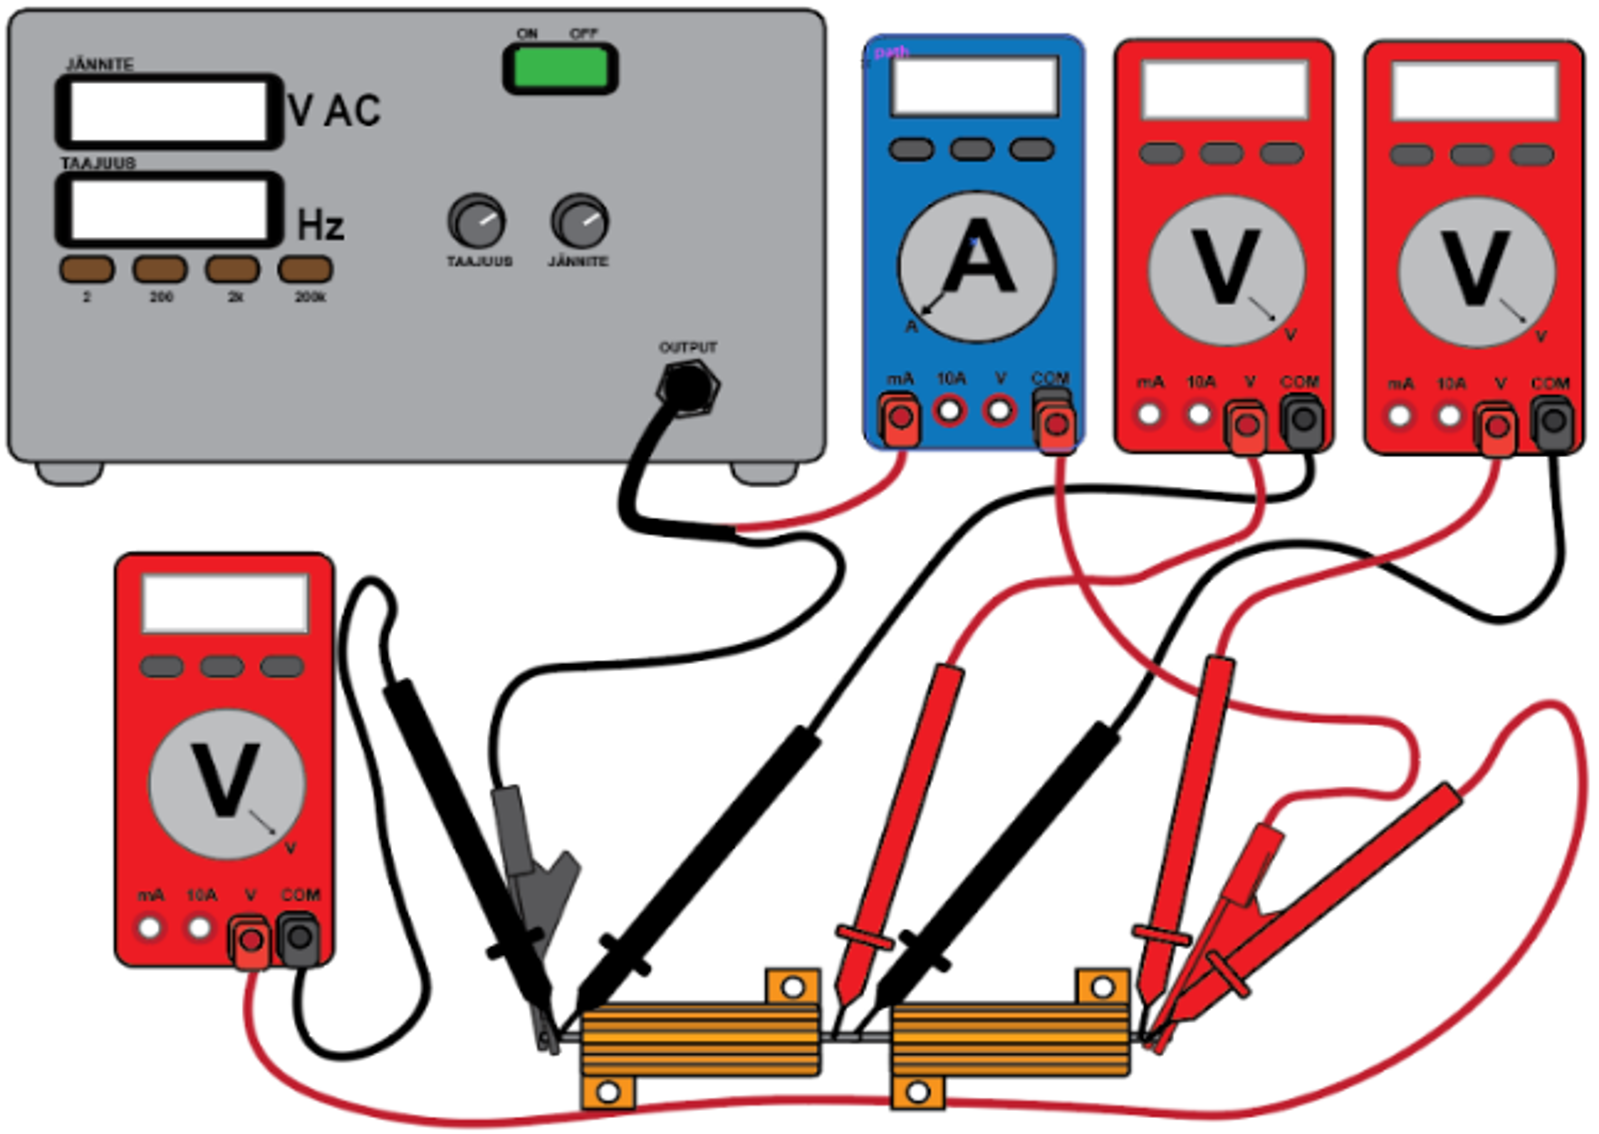 ON OFF
JÄNNITE
V AC
TAAJUUS
Hz
2 200 2k 200k
TAAJUUS JÄNNITE
OUTPUT
path
A
A
mA 10A V COM
V
V
mA 10A V COM
V
V
mA 10A V COM
V
V
mA 10A V COM